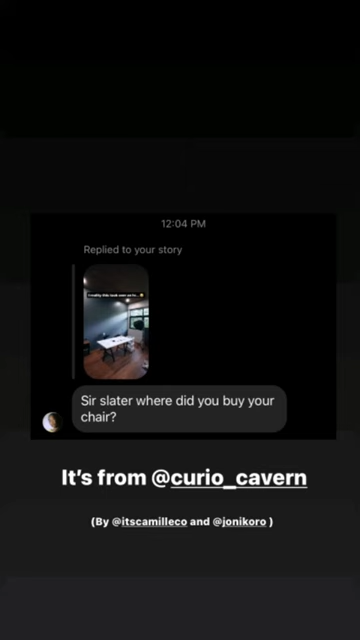 12:04 PM
Replied to your story
Sir slater where did you buy your
chair?
It's from @curio_cavern
(By @itscamilleco and @jonikoro )